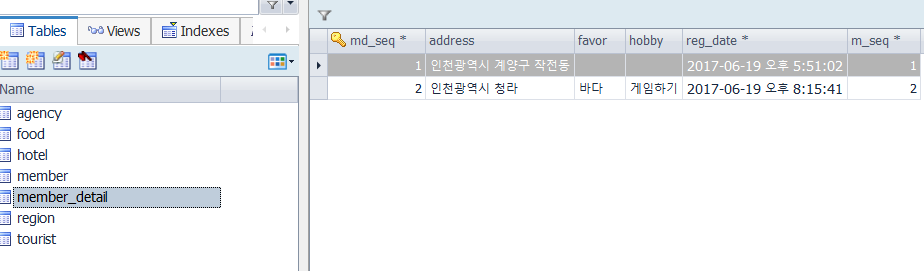 Tables Views Indexes
Name
agency
food
hotel
member
member_detail
region
tourist
md_seq * address favor hobby reg_date * m_seq *
1 인천광역시 계양구 작전동 2017-06-19 오후 5:51:02 1
2 인천광역시 청라 바다 게임하기 2017-06-19 오후 8:15:41 2